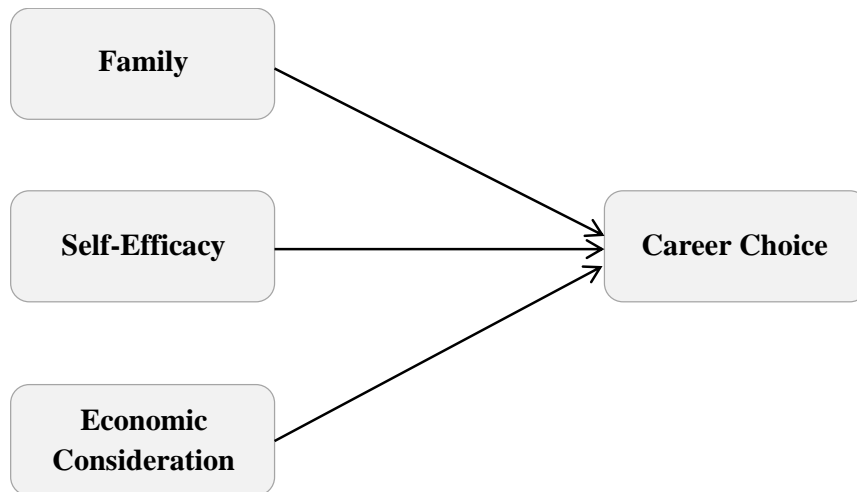 Family
Self-Efficacy
Career Choice
Economic
Consideration